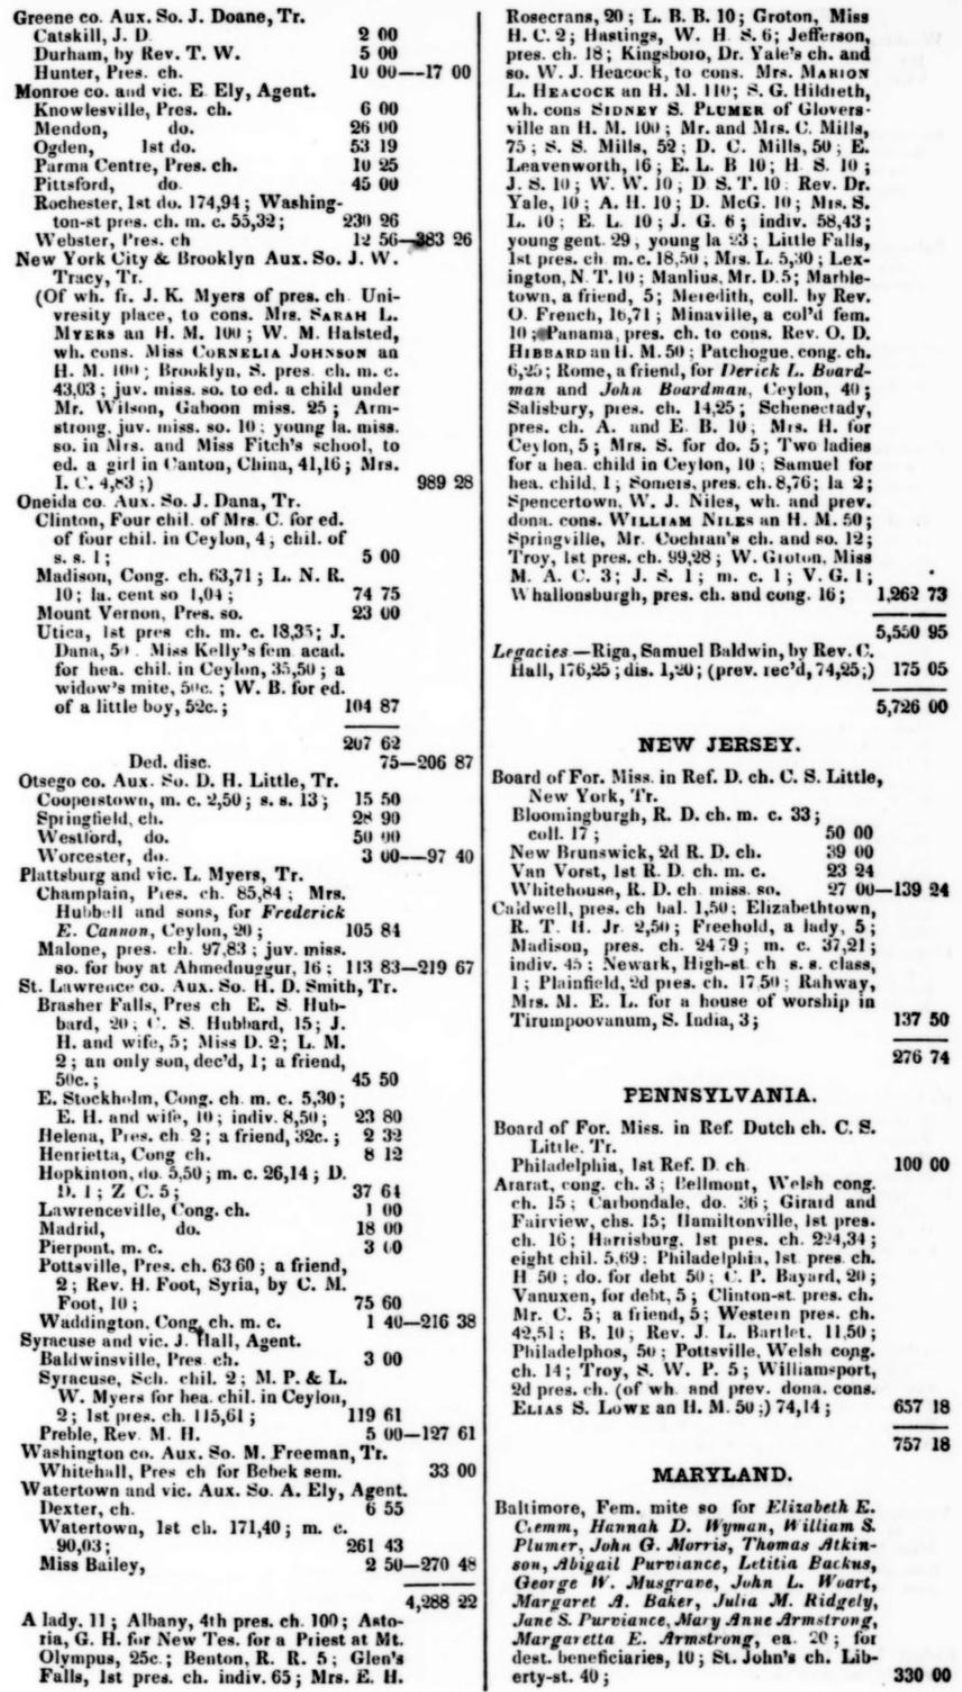 Greene co. Aux. So. J. Doane, Tr.
Catskill, J. D. 2 00
Durham, by Rev. T. W. 5 00
Hunter, Pres. ch. 10 00—17 00
Monroe co. and vic. E. Ely, Agent.
Knowlesville, Pres. ch. 6 00
Mendon, do. 26 00
Ogden, 1st do. 53 19
Parma Centre, Pres. ch. 10 25
Pittsford, do. 45 00
Rochester, 1st do. 174,94; Washing-
ton-st pres. ch. m. c. 55,32; 230 26
Webster, Pres. ch 12 56—383 26
New York City & Brooklyn Aux. So. J. W.
Tracy, Tr.
(Of wh. fr. J. K. Myers of pres. ch. Uni-
vresity place, to cons. Mrs. SARAH L.
MYERS an H. M. 100; W. M. Halsted,
wh. cons. Miss CORNELIA JOHNSON an
H. M. 100; Brooklyn, S. pres. ch. m. c.
43,03; juv. miss. so. to ed. a child under
Mr. Wilson, Gaboon miss. 25; Arm-
strong. juv. miss. so. 10; young la. miss.
so. in Mrs. and Miss Fitch's school, to
ed. a girl in Canton, China, 41,16; Mrs.
I. C. 4,83;) 989 28
Oneida co. Aux. So. J. Dana, Tr.
Clinton, Four chil. of Mrs. C. for ed.
of four chil. in Ceylon, 4; chil. of
s. s. 1; 5 00
Madison, Cong. ch. 63,71; L. N. R.
10; la. cent so 1,04; 74 75
Mount Vernon, Pres. so. 23 00
Utica, 1st pres ch. m. c. 18,35; J.
Dana, 50. Miss Kelly's fem acad.
for hea. chil. in Ceylon, 35,50; a
widow's mite, 50c.; W. B. for ed.
of a little boy, 52c.; 104 87
207 62
Ded. disc. 75—206 87
Otsego co. Aux. So. D. H. Little, Tr.
Cooperstown, m. c. 2,50; s. s. 13; 15 50
Springfield, ch. 28 90
Westford, do. 50 00
Worcester, do. 3 00—97 40
Plattsburg and vic. L. Myers, Tr.
Champlain, Pres. ch. 85,84; Mrs.
Hubbell and sons, for Frederick
E. Cannon, Ceylon, 20; 105 84
Malone, pres. ch. 97,83; juv. miss.
so. for boy at Ahmednuggur, 16; 113 83—219 67
St. Lawrence co. Aux. So. H. D. Smith, Tr.
Brasher Falls, Pres ch E. S. Hub-
bard, 20; C. S. Hubbard, 15; J.
H. and wife, 5; Miss D. 2; L. M.
2; an only son, dec'd, 1; a friend,
50c.; 45 50
E. Stockholm, Cong. ch. m. c. 5,30;
E. H. and wife, 10; indiv. 8,50; 23 80
Helena, Pres. ch 2; a friend, 32c.; 2 32
Henrietta, Cong ch. 8 12
Hopkinton, do. 5,50; m. c. 26,14; D.
D. 1; Z C. 5; 37 64
Lawrenceville, Cong. ch. 1 00
Madrid, do. 18 00
Pierpont, m. c. 3 00
Pottsville, Pres. ch. 63 60; a friend,
2; Rev. H. Foot, Syria, by C. M.
Foot, 10; 75 60
Waddington, Cong. ch. m. c. 1 40—216 38
Syracuse and vic. J. Hall, Agent.
Baldwinsville, Pres. ch. 3 00
Syracuse, Sch. chil. 2; M. P. & L.
W. Myers for hea. chil. in Ceylon,
2; 1st pres. ch. 115,61; 119 61
Preble, Rev. M. H. 5 00—127 61
Washington co. Aux. So. M. Freeman, Tr.
Whitehall, Pres ch for Bebek sem. 33 00
Watertown and vic. Aux. So. A. Ely, Agent.
Dexter, ch. 6 55
Watertown, 1st ch. 171,40; m. c.
90,03; 261 43
Miss Bailey, 2 50—270 48
4,288 22
A lady. 11; Albany, 4th pres. ch. 100; Asto-
ria, G. H. for New Tes. for a Priest at Mt.
Olympus, 25c.; Benton, R. R. 5; Glen's
Falls, 1st pres. ch. indiv. 65; Mrs. E. H.
Rosecrans, 20; L. B. B. 10; Groton, Miss
H. C. 2; Hastings, W. H. S. 6; Jefferson,
pres. ch. 18; Kingsboro, Dr. Yale's ch. and
so. W. J. Heacock, to cons. Mrs. MARION
L. HEACOCK an H. M. 110; S. G. Hildreth,
wh. cons SIDNEY S. PLUMER of Glovers-
ville an H. M. 100; Mr. and Mrs. C. Mills,
75; S. S. Mills, 52; D. C. Mills, 50; E.
Leavenworth, 16; E. L. B 10; H. S. 10;
J. S. 10; W. W. 10; D. S. T. 10. Rev. Dr.
Yale, 10; A. H. 10; D. McG. 10; Mrs. S.
L. 10; E. L. 10; J. G. 6; indiv. 58,43;
young gent. 29, young la 23; Little Falls,
1st pres. ch m. c. 18,50, Mrs. L. 5,30; Lex-
ington, N. T. 10; Manlius, Mr. D. 5; Marble-
town, a friend, 5; Meredith, coll. by Rev.
O. French, 16,71; Minaville, a col'd fem.
10; Panama, pres. ch. to cons. Rev. O. D.
HIBBARD an H. M. 50; Patchogue, cong. ch.
6,25; Rome, a friend, for Derick L. Board-
man and John Boardman, Ceylon, 40;
Salisbury, pres. ch. 14,25; Schenectady,
pres. ch. A. and E. B. 10; Mrs. H. for
Ceylon, 5; Mrs. S. for do. 5; Two ladies
for a hea. child in Ceylon, 10; Samuel for
hea. child, 1; Somers, pres. ch. 8,76; la 2;
Spencertown, W. J. Niles, wh. and prev.
dona. cons. WILLIAM NILES an H. M. 50;
Springville, Mr. Cochran's ch. and so. 12;
Troy, 1st pres. ch. 99,28; W. Groton, Miss
M. A. C. 3; J. S. 1; m. c. 1; V. G. 1;
Whallonsburgh, pres. ch. and cong. 16; 1,262 73
5,550 95
Legacies.—Riga, Samuel Baldwin, by Rev. C.
Hall, 176,25; dis. 1,20; (prev. rec'd, 74,25;) 175 05
5,726 00
NEW JERSEY.
Board of For. Miss. in Ref. D. ch. C. S. Little,
New York, Tr.
Bloomingburgh, R. D. ch. m. c. 33;
coll. 17; 50 00
New Brunswick, 2d R. D. ch. 39 00
Van Vorst, 1st R. D. ch. m. c. 23 24
Whitehouse, R. D. ch. miss. so. 27 00—139 24
Caldwell, pres. ch bal. 1,50; Elizabethtown,
R. T. H. Jr 2,50; Freehold, a lady, 5;
Madison, pres. ch. 24 79; m. c. 37,21;
indiv. 45; Newark, High-st. ch s. s. class,
1; Plainfield, 2d pres. ch. 17,50; Rahway,
Mrs. M. E. L. for a house of worship in
Tirumpoovanum, S. India, 3; 137 50
276 74
PENNSYLVANIA.
Board of For. Miss. in Ref. Dutch ch. C. S.
Little, Tr.
Philadelphia, 1st Ref. D. ch 100 00
Ararat, cong. ch. 3; Bellmont, Welsh cong.
ch. 15; Carbondale, do. 36; Girard and
Fairview, chs. 15; Hamiltonville, 1st pres.
ch. 16; Harrisburg, 1st pres. ch. 224,34;
eight chil. 5,69; Philadelphia, 1st pres. ch.
H 50; do. for debt 50; C. P. Bayard, 20;
Vanuxen, for debt, 5; Clinton-st. pres. ch.
Mr. C. 5; a friend, 5; Western pres. ch.
42,51; B. 10; Rev. J. L. Bartlet, 11,50;
Philadelphos, 50; Pottsville, Welsh cong.
ch. 14; Troy, S. W. P. 5; Williamsport,
2d pres. ch. (of wh and prev. dona. cons.
ELIAS S. LOWE an H. M. 50;) 74,14; 657 18
757 18
MARYLAND.
Baltimore, Fem. mite so for Elizabeth E.
Clemm, Hannah D. Wyman, William S.
Plumer, John G. Morris, Thomas Atkin-
son, Abigail Purviance, Letitia Backus,
George W. Musgrave, John L. Woart,
Margaret A. Baker, Julia M. Ridgely,
Jane S. Purviance, Mary Anne Armstrong,
Margaretta E. Armstrong, ea. 20; for
dest. beneficiaries, 10; St. John's ch. Lib-
erty-st. 40; 330 00